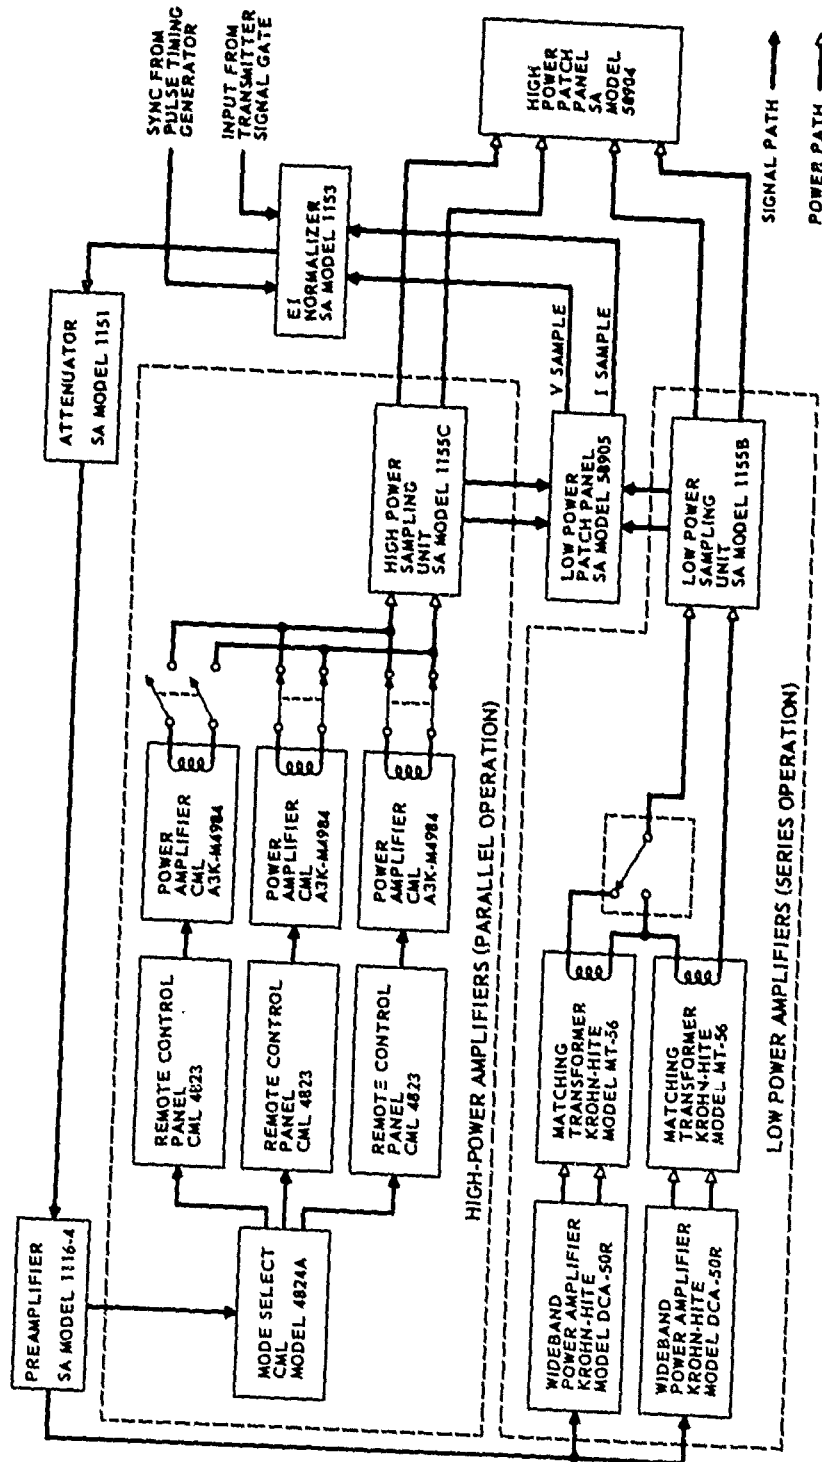 SYNC FROM
PULSE TIMING
GENERATOR
INPUT FROM
TRANSMITTER
SIGNAL GATE
PREAMPLIFIER
SA MODEL 1116-4
ATTENUATOR
SA MODEL 1151
EI
NORMALIZER
SA MODEL 1153
HIGH
POWER
PATCH
PANEL
SA
MODEL
58904
MODE SELECT
CML
MODEL 4824A
REMOTE CONTROL
PANEL
CML 4823
POWER
AMPLIFIER
CML
A3K-M4984
REMOTE CONTROL
PANEL
CML 4823
POWER
AMPLIFIER
CML
A3K-M4984
REMOTE CONTROL
PANEL
CML 4823
POWER
AMPLIFIER
CML
A3K-M4984
HIGH POWER
SAMPLING
UNIT
SA MODEL 1155C
HIGH-POWER AMPLIFIERS (PARALLEL OPERATION)
LOW POWER
PATCH PANEL
SA MODEL 58905
V SAMPLE
I SAMPLE
WIDEBAND
POWER AMPLIFIER
KROHN-HITE
MODEL DCA-50R
MATCHING
TRANSFORMER
KROHN-HITE
MODEL MT-56
WIDEBAND
POWER AMPLIFIER
KROHN-HITE
MODEL DCA-50R
MATCHING
TRANSFORMER
KROHN-HITE
MODEL MT-56
LOW POWER
SAMPLING
UNIT
SA MODEL 1155B
LOW POWER AMPLIFIERS (SERIES OPERATION)
SIGNAL PATH
POWER PATH